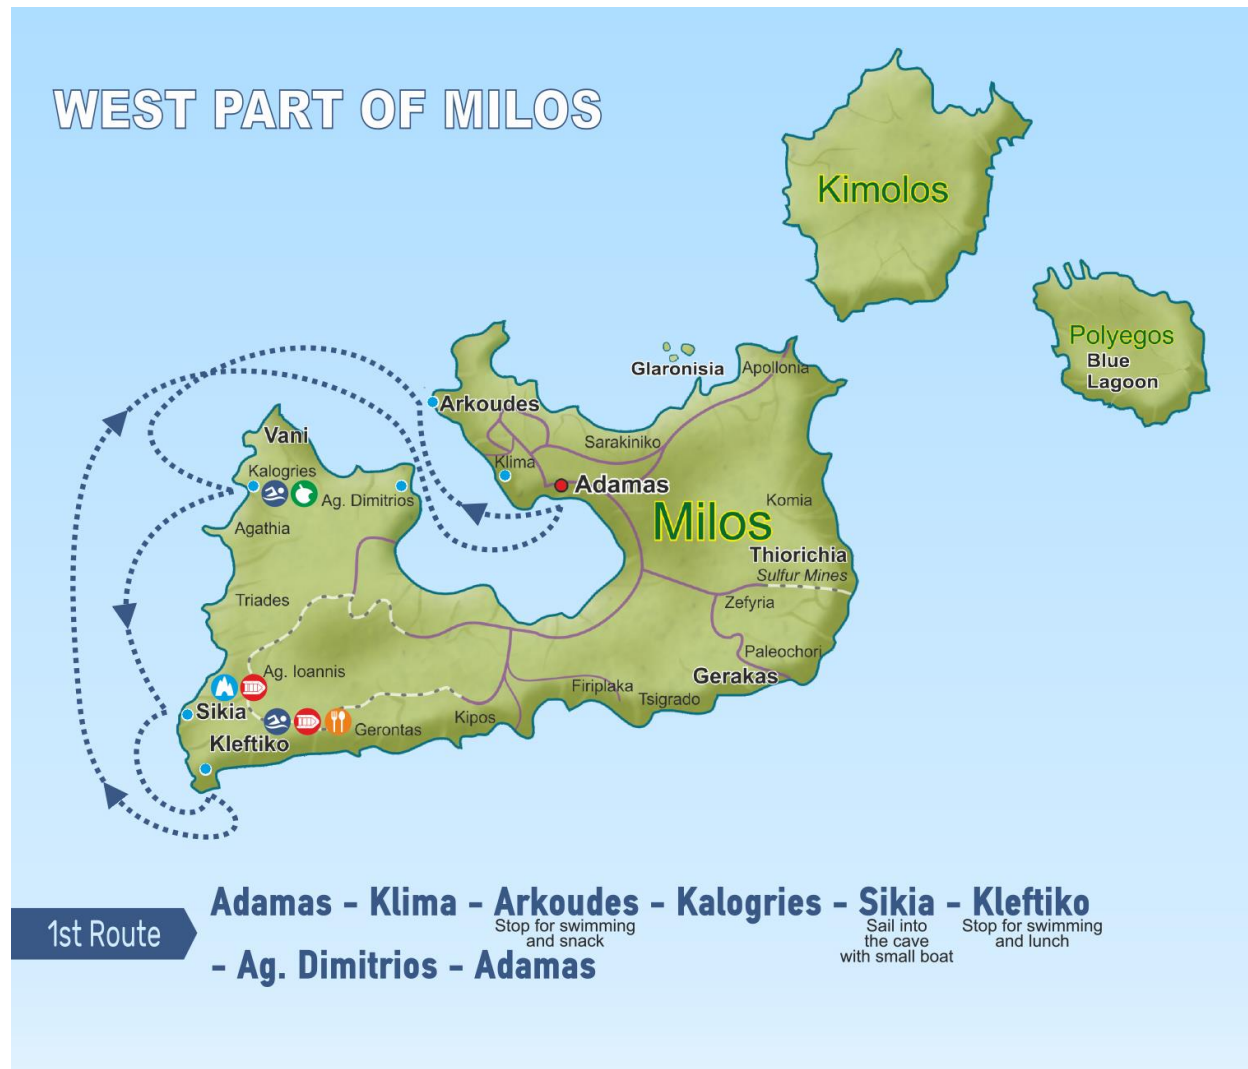 WEST PART OF MILOS
Kimolos
Polyegos
Blue
Lagoon
Glaronisia
Apollonia
Arkoudes
Vani
Sarakiniko
Klima
Kalogries
Adamas
Ag. Dimitrios
Komia
Milos
Agathia
Thiorichia
Sulfur Mines
Triades
Zefyria
Paleochori
Ag. Ioannis
Gerakas
Firiplaka
Tsigrado
Sikia
Kipos
Gerontas
Kleftiko
1st Route
Adamas - Klima - Arkoudes - Kalogries - Sikia - Kleftiko
Stop for swimming
and snack
Sail into
the cave
with small boat
Stop for swimming
and lunch
- Ag. Dimitrios - Adamas